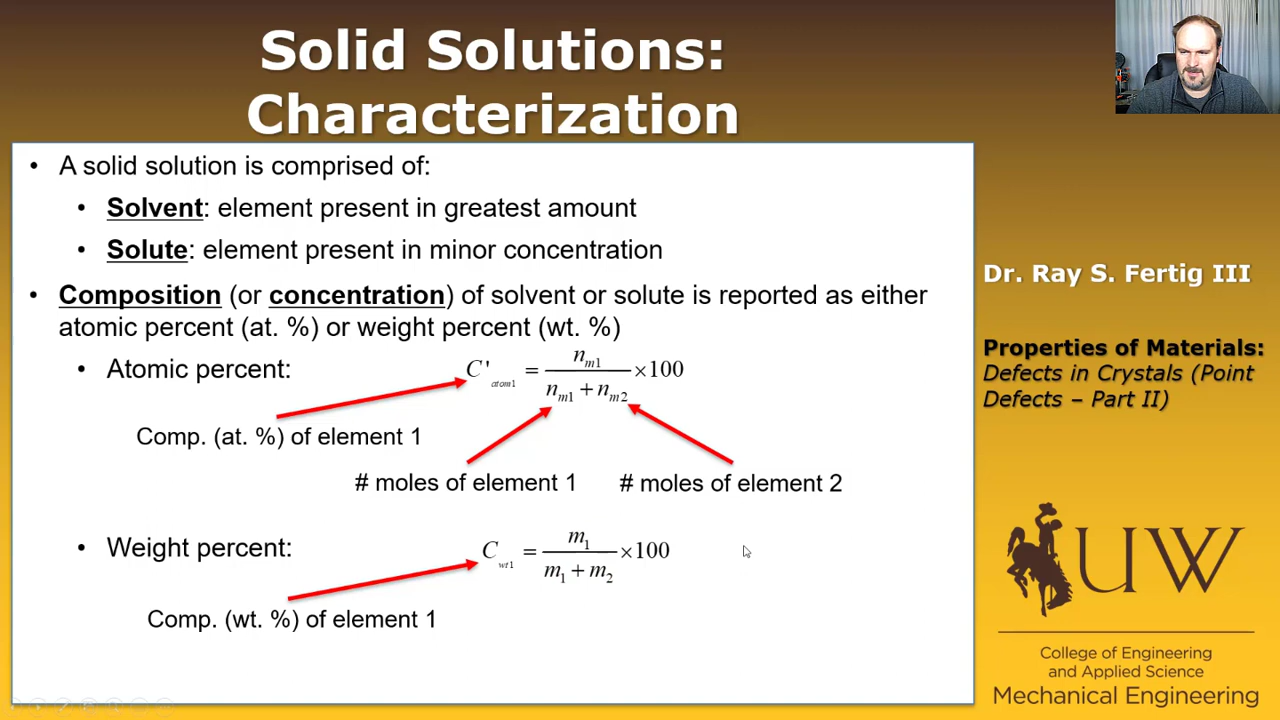 Solid Solutions:
Characterization
• A solid solution is comprised of:
• Solvent: element present in greatest amount
• Solute: element present in minor concentration
• Composition (or concentration) of solvent or solute is reported as either
atomic percent (at. %) or weight percent (wt. %)
• Atomic percent: C'atom1 = nm1 / (nm1 + nm2) ×100
Comp. (at. %) of element 1
# moles of element 1 # moles of element 2
• Weight percent: Cwt1 = m1 / (m1 + m2) ×100
Comp. (wt. %) of element 1
Dr. Ray S. Fertig III
Properties of Materials:
Defects in Crystals (Point
Defects – Part II)
UW
College of Engineering
and Applied Science
Mechanical Engineering